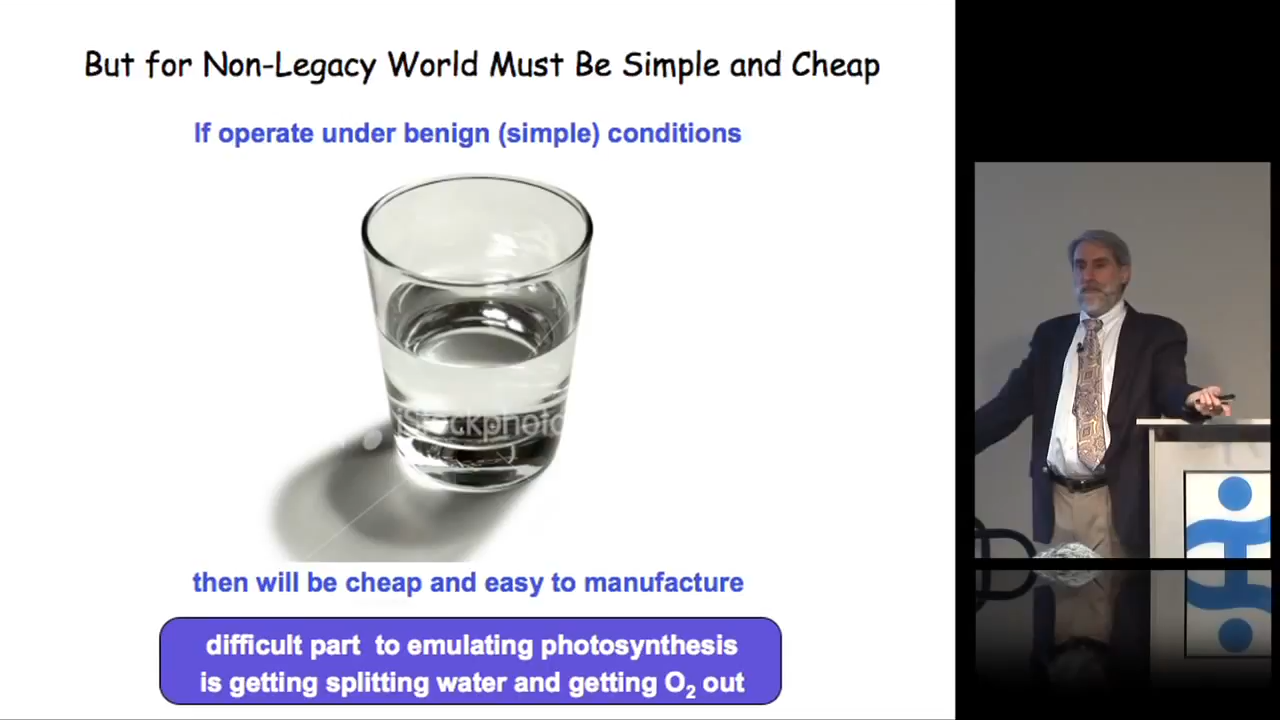 But for Non-Legacy World Must Be Simple and Cheap
If operate under benign (simple) conditions
iStockphoto
then will be cheap and easy to manufacture
difficult part to emulating photosynthesis
is getting splitting water and getting O₂ out